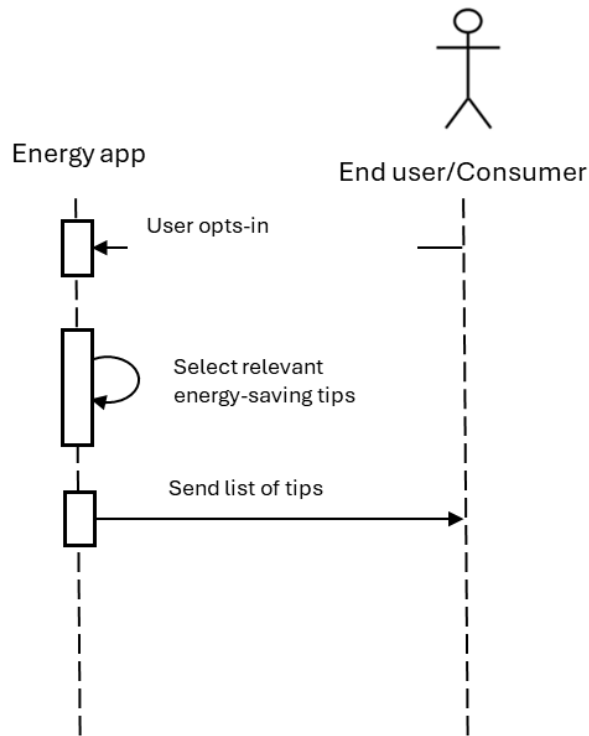 Energy app
End user/Consumer
User opts-in
Select relevant
energy-saving tips
Send list of tips